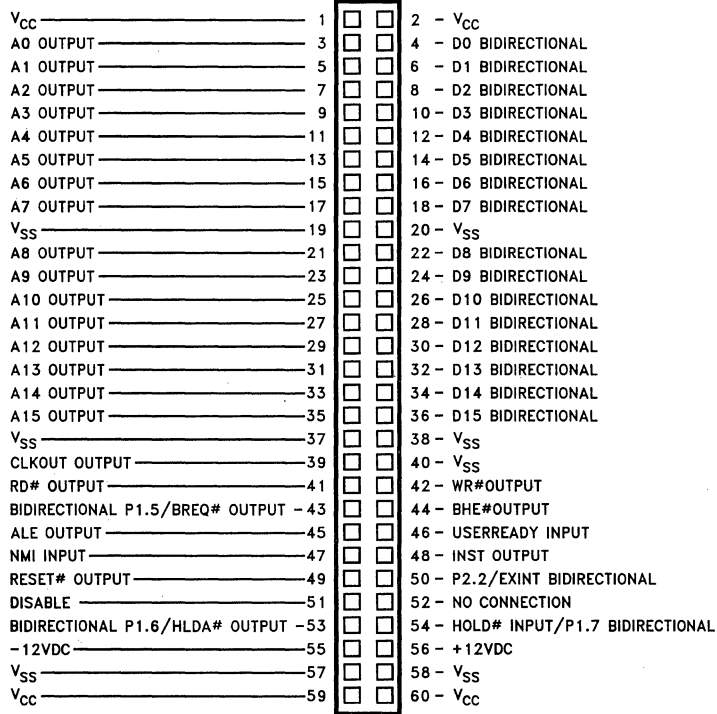 VCC 1 2 - VCC
A0 OUTPUT 3 4 - D0 BIDIRECTIONAL
A1 OUTPUT 5 6 - D1 BIDIRECTIONAL
A2 OUTPUT 7 8 - D2 BIDIRECTIONAL
A3 OUTPUT 9 10 - D3 BIDIRECTIONAL
A4 OUTPUT 11 12 - D4 BIDIRECTIONAL
A5 OUTPUT 13 14 - D5 BIDIRECTIONAL
A6 OUTPUT 15 16 - D6 BIDIRECTIONAL
A7 OUTPUT 17 18 - D7 BIDIRECTIONAL
VSS 19 20 - VSS
A8 OUTPUT 21 22 - D8 BIDIRECTIONAL
A9 OUTPUT 23 24 - D9 BIDIRECTIONAL
A10 OUTPUT 25 26 - D10 BIDIRECTIONAL
A11 OUTPUT 27 28 - D11 BIDIRECTIONAL
A12 OUTPUT 29 30 - D12 BIDIRECTIONAL
A13 OUTPUT 31 32 - D13 BIDIRECTIONAL
A14 OUTPUT 33 34 - D14 BIDIRECTIONAL
A15 OUTPUT 35 36 - D15 BIDIRECTIONAL
VSS 37 38 - VSS
CLKOUT OUTPUT 39 40 - VSS
RD# OUTPUT 41 42 - WR#OUTPUT
BIDIRECTIONAL P1.5/BREQ# OUTPUT - 43 44 - BHE#OUTPUT
ALE OUTPUT 45 46 - USERREADY INPUT
NMI INPUT 47 48 - INST OUTPUT
RESET# OUTPUT 49 50 - P2.2/EXINT BIDIRECTIONAL
DISABLE 51 52 - NO CONNECTION
BIDIRECTIONAL P1.6/HLDA# OUTPUT - 53 54 - HOLD# INPUT/P1.7 BIDIRECTIONAL
-12VDC 55 56 - +12VDC
VSS 57 58 - VSS
VCC 59 60 - VCC